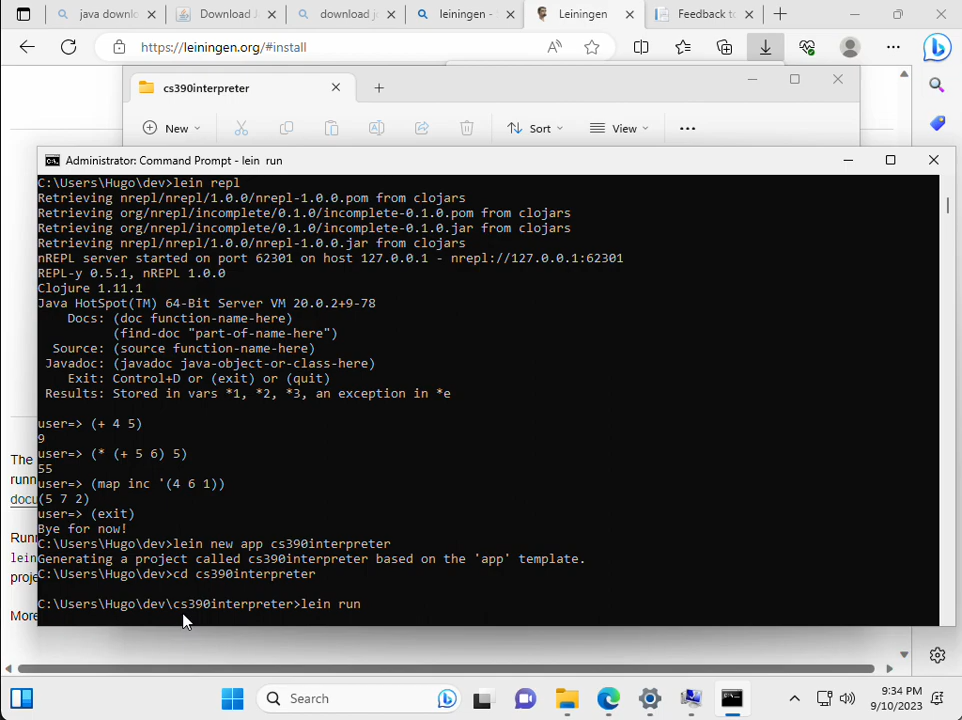 java downl
Download J
download j
leiningen -
Leiningen
Feedback to
https://leiningen.org/#install
cs390interpreter
New
Sort
View
Administrator: Command Prompt - lein run
C:\Users\Hugo\dev>lein repl
Retrieving nrepl/nrepl/1.0.0/nrepl-1.0.0.pom from clojars
Retrieving org/nrepl/incomplete/0.1.0/incomplete-0.1.0.pom from clojars
Retrieving org/nrepl/incomplete/0.1.0/incomplete-0.1.0.jar from clojars
Retrieving nrepl/nrepl/1.0.0/nrepl-1.0.0.jar from clojars
nREPL server started on port 62301 on host 127.0.0.1 - nrepl://127.0.0.1:62301
REPL-y 0.5.1, nREPL 1.0.0
Clojure 1.11.1
Java HotSpot(TM) 64-Bit Server VM 20.0.2+9-78
Docs: (doc function-name-here)
(find-doc "part-of-name-here")
Source: (source function-name-here)
Javadoc: (javadoc java-object-or-class-here)
Exit: Control+D or (exit) or (quit)
Results: Stored in vars *1, *2, *3, an exception in *e
user=> (+ 4 5)
9
user=> (* (+ 5 6) 5)
55
user=> (map inc '(4 6 1))
(5 7 2)
user=> (exit)
Bye for now!
C:\Users\Hugo\dev>lein new app cs390interpreter
Generating a project called cs390interpreter based on the 'app' template.
C:\Users\Hugo\dev>cd cs390interpreter
C:\Users\Hugo\dev\cs390interpreter>lein run
The
runn
docu
Runn
lein
proje
More
Search
9:34 PM
9/10/2023